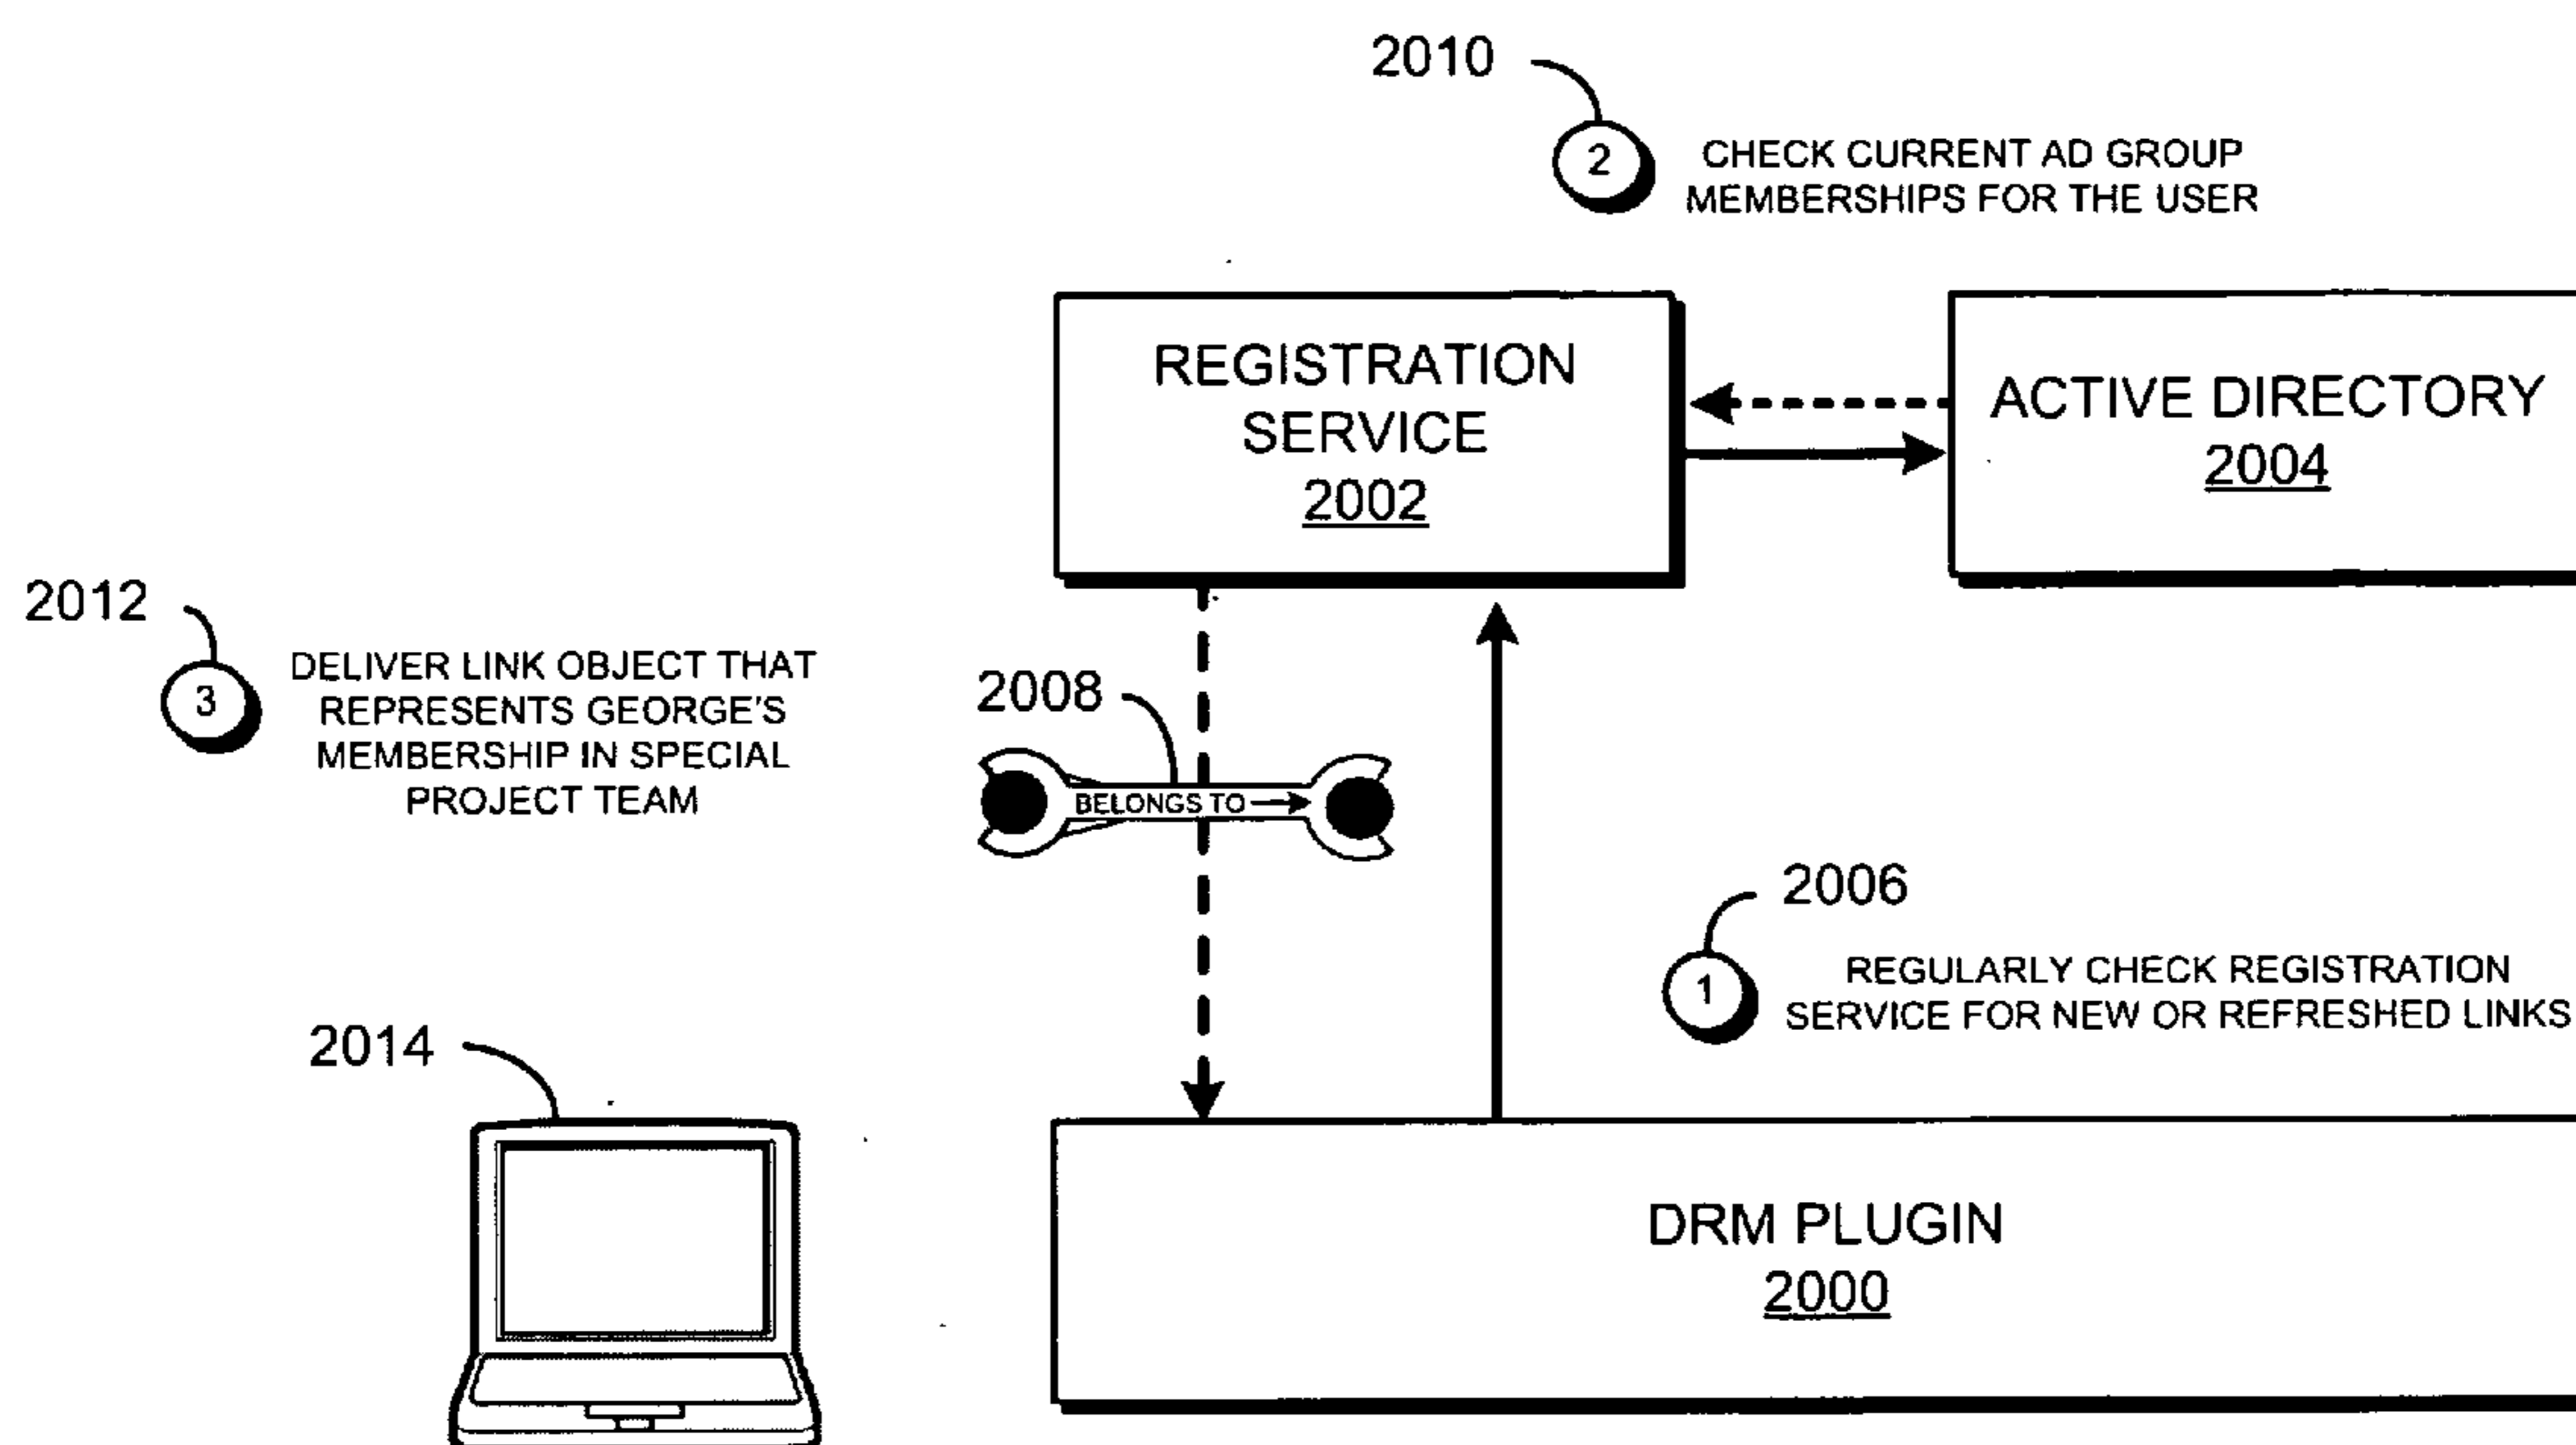 2010
2
CHECK CURRENT AD GROUP
MEMBERSHIPS FOR THE USER
REGISTRATION
SERVICE
2002
ACTIVE DIRECTORY
2004
2012
3
DELIVER LINK OBJECT THAT
REPRESENTS GEORGE'S
MEMBERSHIP IN SPECIAL
PROJECT TEAM
2008
BELONGS TO
2006
1
REGULARLY CHECK REGISTRATION
SERVICE FOR NEW OR REFRESHED LINKS
2014
DRM PLUGIN
2000